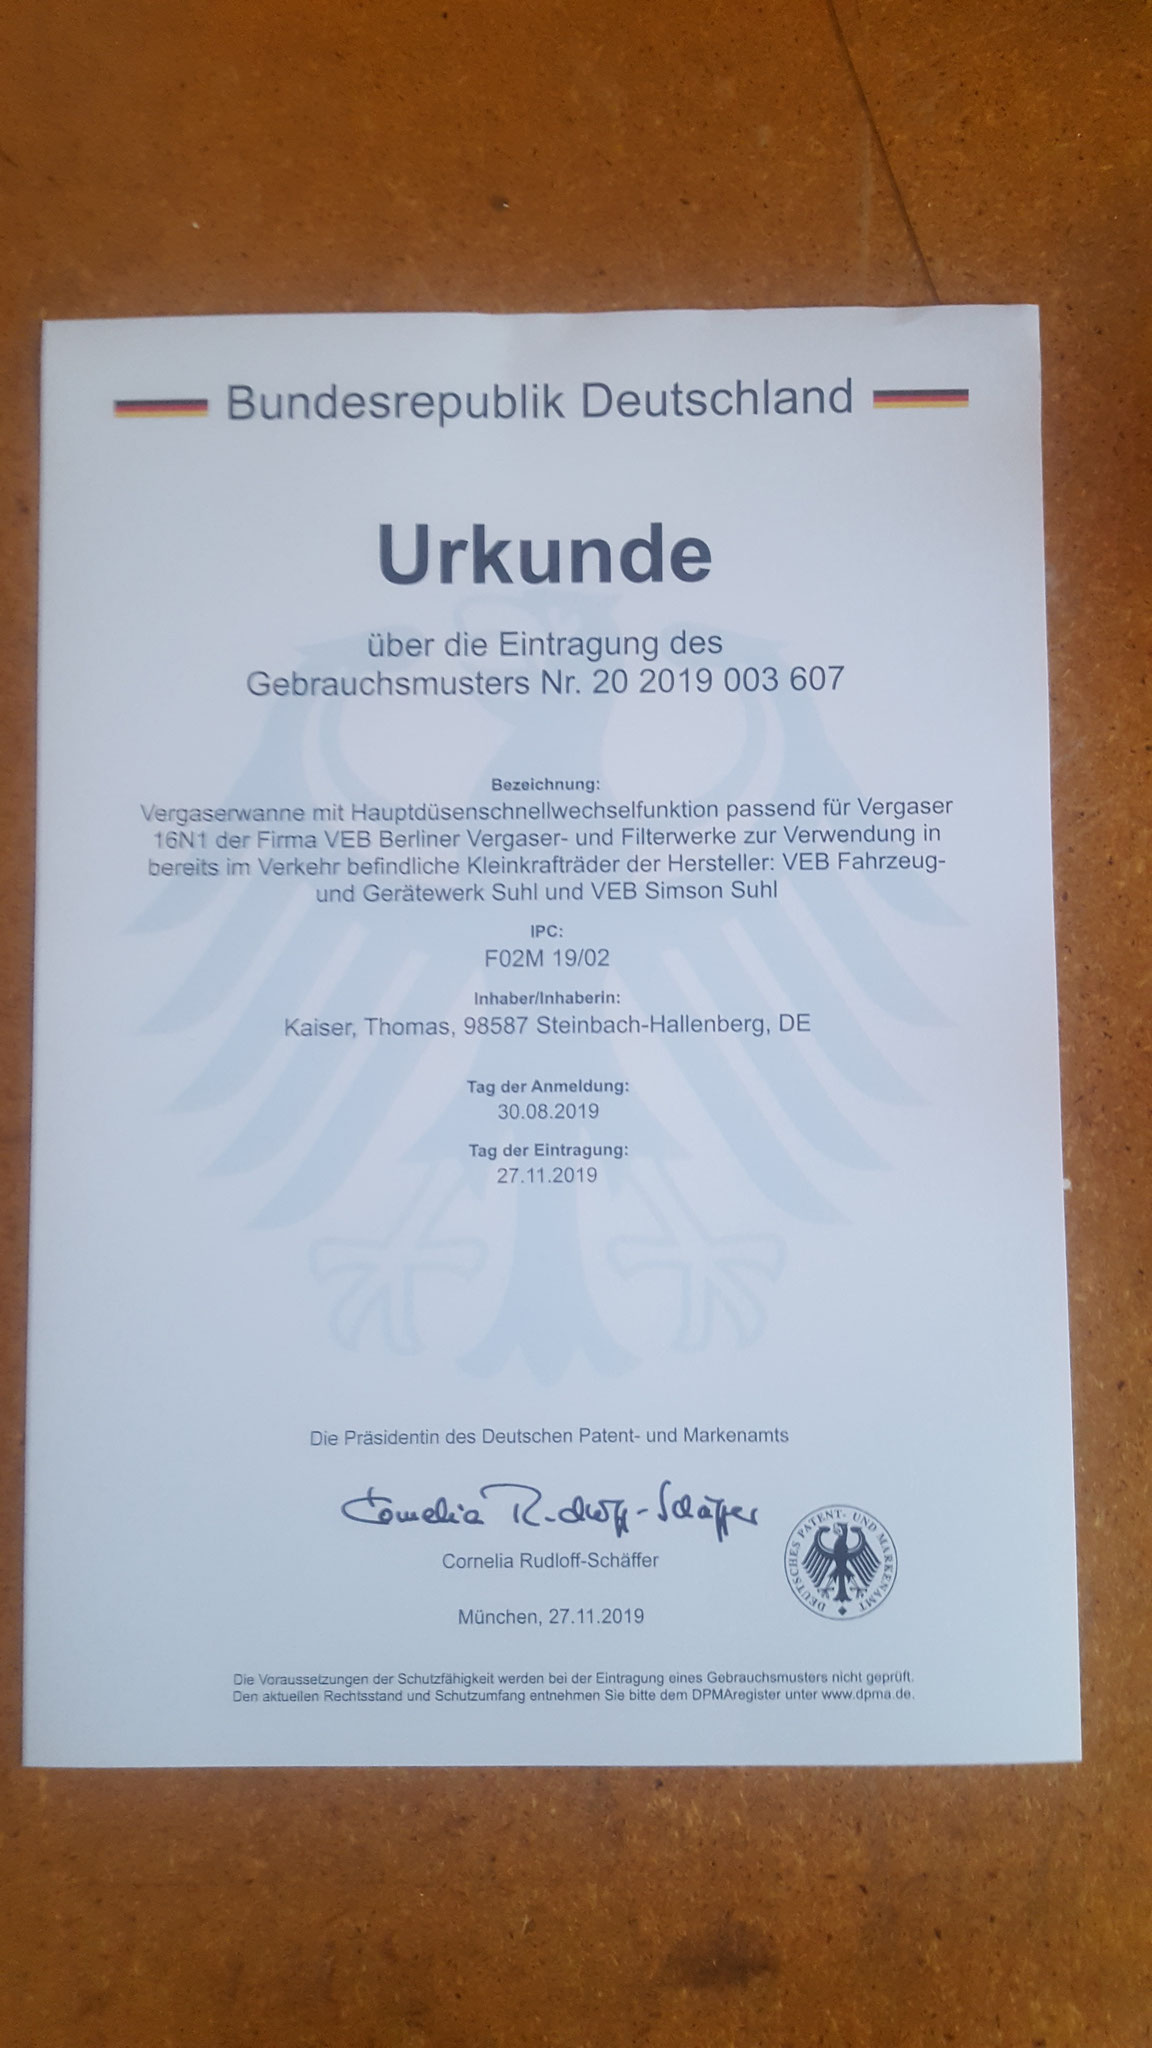 Bundesrepublik Deutschland
Urkunde
über die Eintragung des
Gebrauchsmusters Nr. 20 2019 003 607
Bezeichnung:
Vergaserwanne mit Hauptdüsenschnellwechselfunktion passend für Vergaser
16N1 der Firma VEB Berliner Vergaser- und Filterwerke zur Verwendung in
bereits im Verkehr befindliche Kleinkrafträder der Hersteller: VEB Fahrzeug-
und Gerätewerk Suhl und VEB Simson Suhl
IPC:
F02M 19/02
Inhaber/Inhaberin:
Kaiser, Thomas, 98587 Steinbach-Hallenberg, DE
Tag der Anmeldung:
30.08.2019
Tag der Eintragung:
27.11.2019
Die Präsidentin des Deutschen Patent- und Markenamts
Cornelia Rudloff-Schäffer
Cornelia Rudloff-Schäffer
DEUTSCHES PATENT- UND MARKENAMT
München, 27.11.2019
Die Voraussetzungen der Schutzfähigkeit werden bei der Eintragung eines Gebrauchsmusters nicht geprüft.
Den aktuellen Rechtsstand und Schutzumfang entnehmen Sie bitte dem DPMAregister unter www.dpma.de.